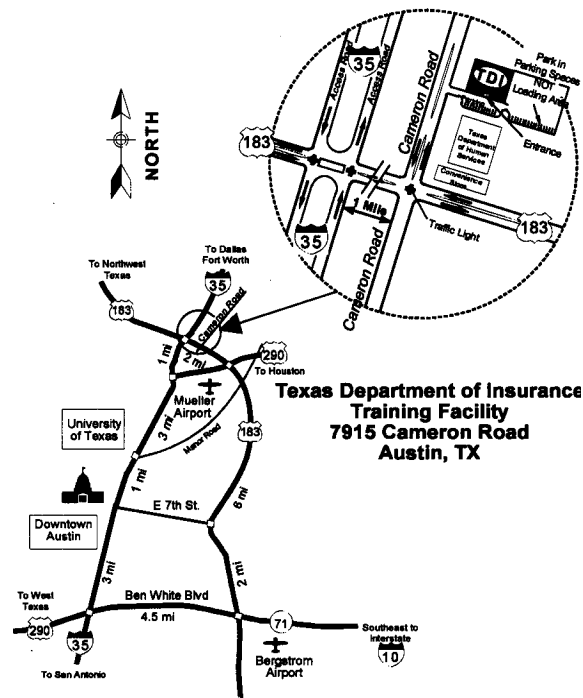 35
Access Road
Access Road
Cameron Road
TDI
Park in
Parking Spaces
NOT
Loading Area
Entrance
Texas
Department
of Human
Services
Convenience
Store
183
1 Mile
35
Cameron Road
Traffic Light
183
NORTH
To Northwest
Texas
To Dallas
Fort Worth
35
183
Cameron Road
1 mi
2 mi
290
To Houston
Mueller
Airport
Texas Department of Insurance
Training Facility
7915 Cameron Road
Austin, TX
University
of Texas
3 mi
Manor Road
183
1 mi
E 7th St.
6 mi
Downtown
Austin
3 mi
2 mi
To West
Texas
Ben White Blvd
4.5 mi
290
35
71
Southeast to
Interstate
10
To San Antonio
Bergstrom
Airport